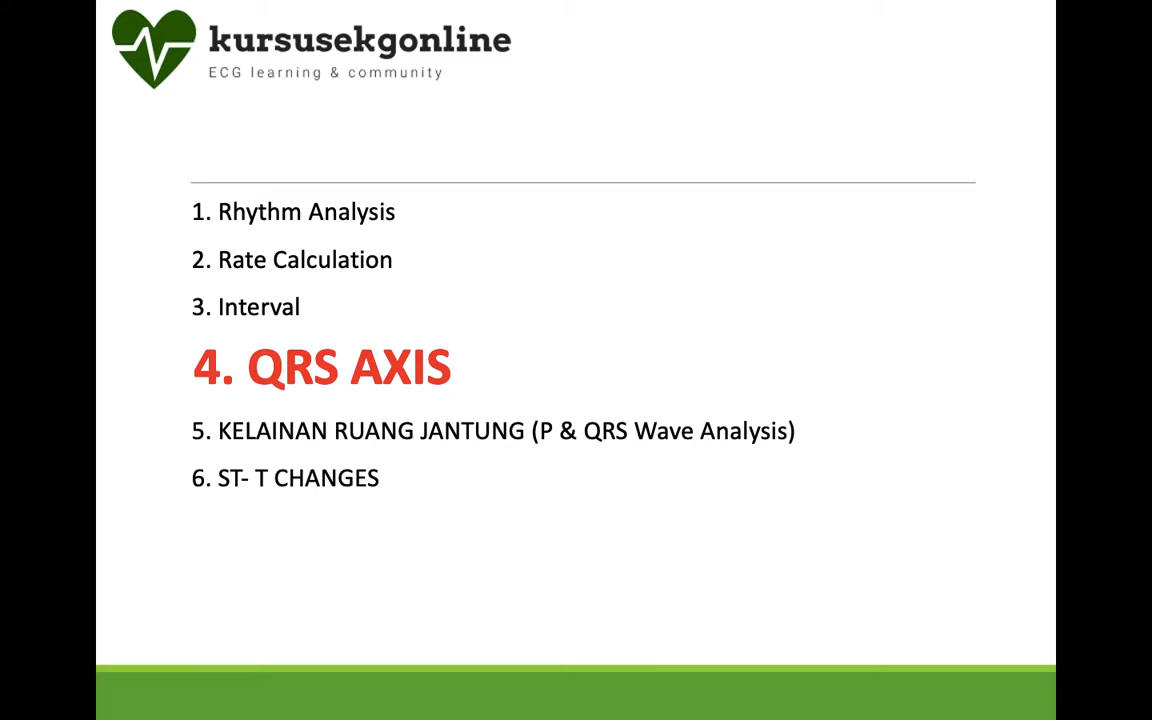 kursusekgonline
ECG learning & community
1. Rhythm Analysis
2. Rate Calculation
3. Interval
4. QRS AXIS
5. KELAINAN RUANG JANTUNG (P & QRS Wave Analysis)
6. ST- T CHANGES